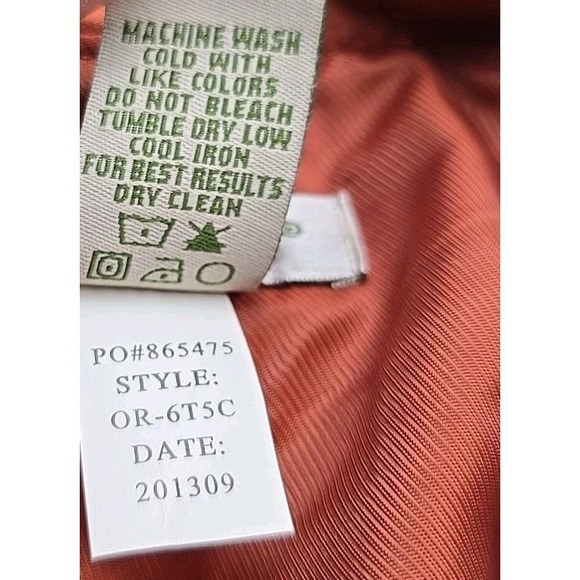 MACHINE WASH
COLD WITH
LIKE COLORS
DO NOT BLEACH
TUMBLE DRY LOW
COOL IRON
FOR BEST RESULTS
DRY CLEAN
PO#865475
STYLE:
OR-6T5C
DATE:
201309